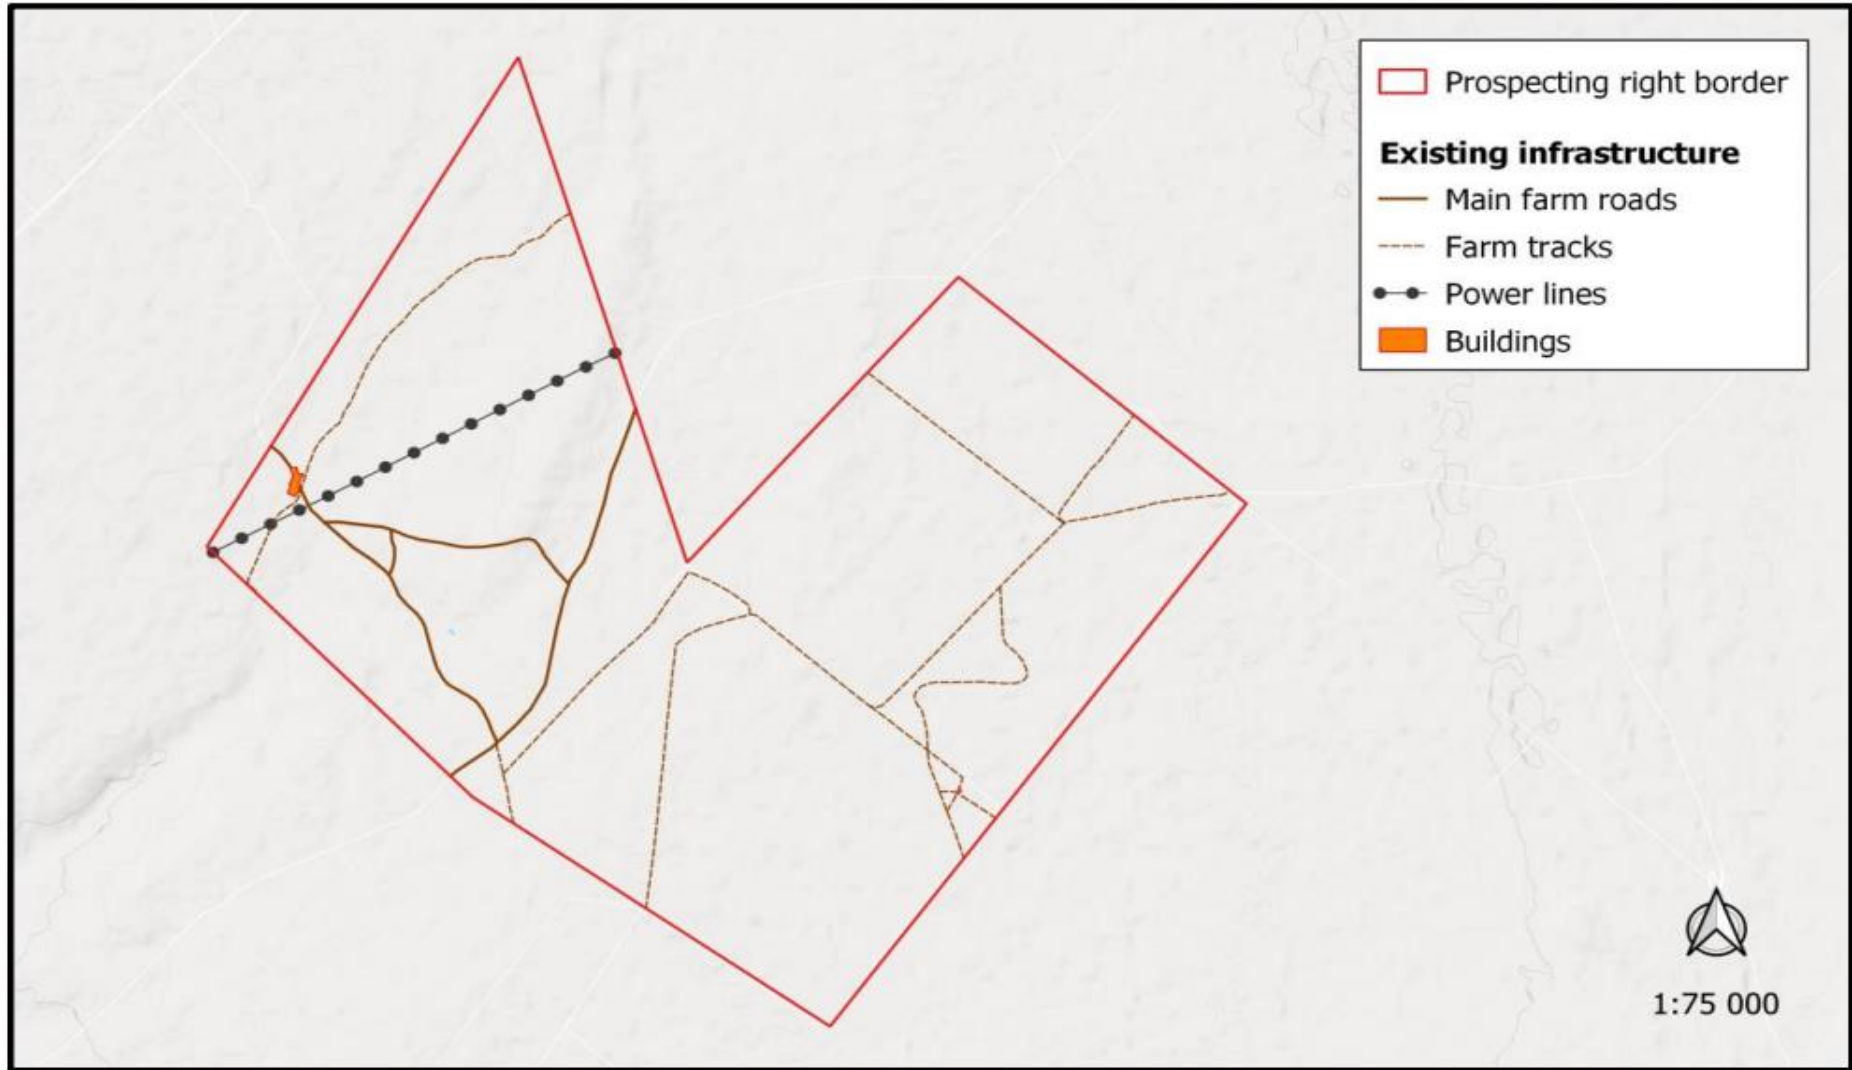 Prospecting right border
Existing infrastructure
Main farm roads
Farm tracks
Power lines
Buildings
1:75 000